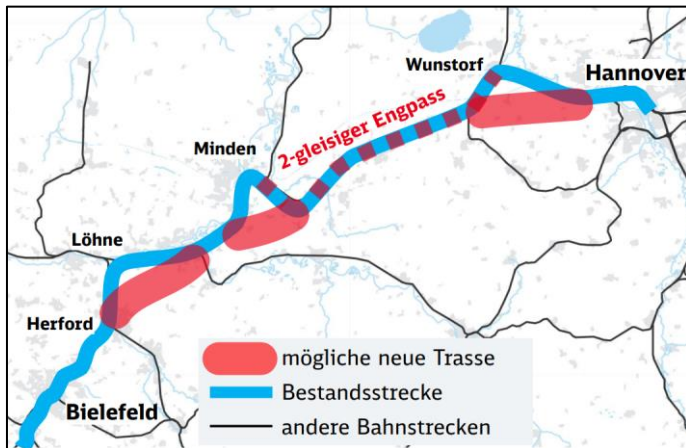 Wunstorf
Hannover
2-gleisiger Engpass
Minden
Löhne
Herford
Bielefeld
mögliche neue Trasse
Bestandsstrecke
andere Bahnstrecken